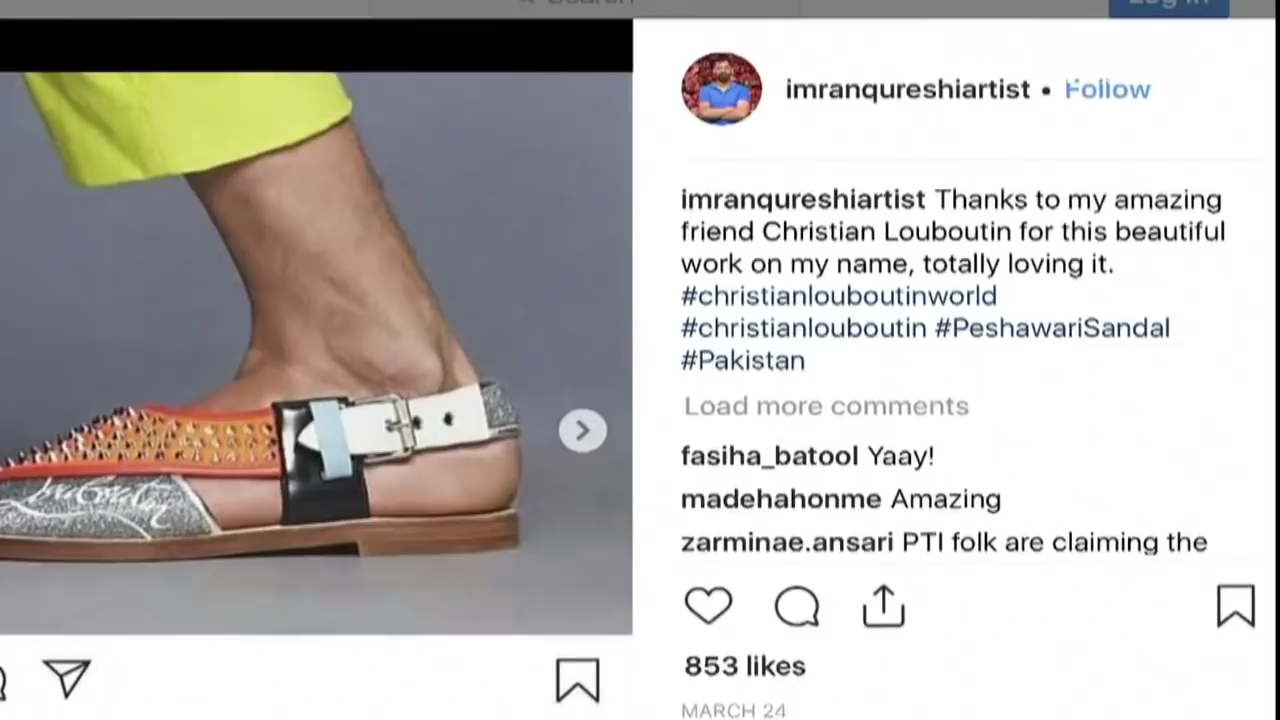 imranqureshiartist • Follow
imranqureshiartist Thanks to my amazing
friend Christian Louboutin for this beautiful
work on my name, totally loving it.
#christianlouboutinworld
#christianlouboutin #PeshawariSandal
#Pakistan
Load more comments
fasiha_batool Yaay!
madehahonme Amazing
zarminae.ansari PTI folk are claiming the
853 likes
MARCH 24